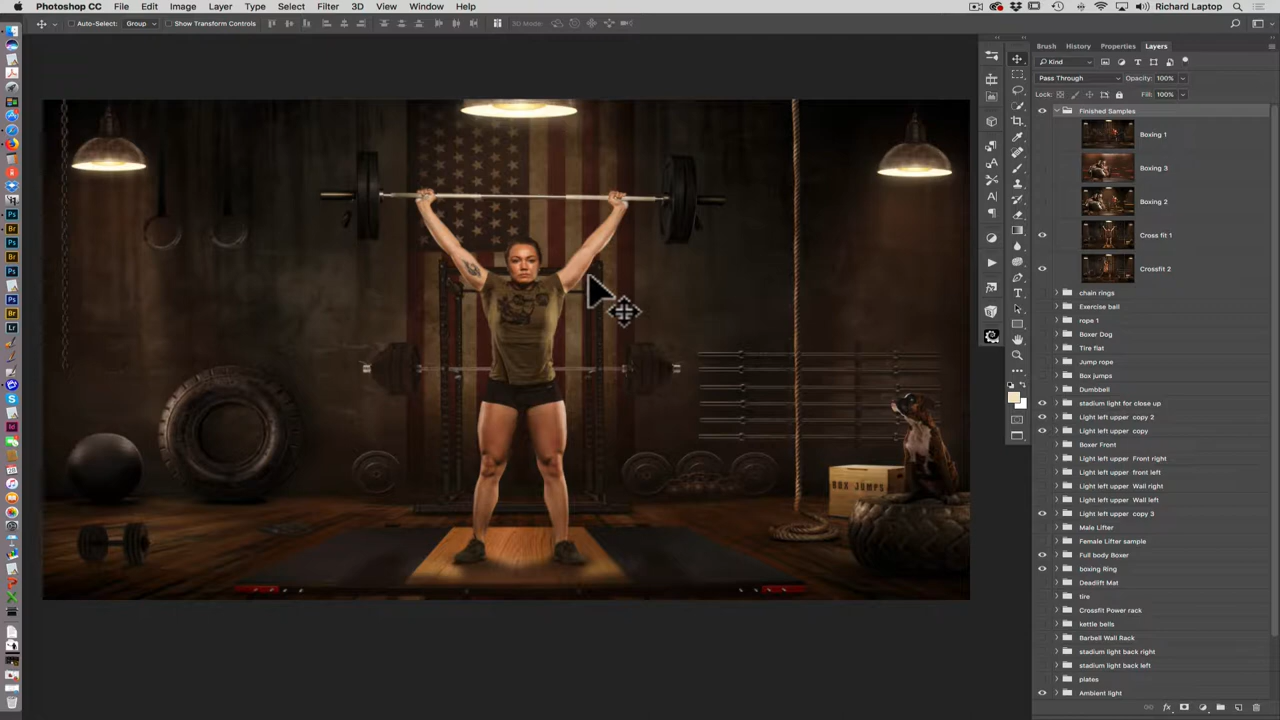 Photoshop CC File Edit Image Layer Type Select Filter 3D View Window Help Richard Laptop
Auto-Select: Group Show Transform Controls 3D Mode:
Brush History Properties Layers
Kind
Pass Through Opacity: 100%
Lock: Fill: 100%
Finished Samples
Boxing 1
Boxing 3
Boxing 2
Cross fit 1
Crossfit 2
chain rings
Exercise ball
rope 1
Boxer Dog
Tire flat
Jump rope
Box jumps
Dumbbell
stadium light for close up
Light left upper copy 2
Light left upper copy
Boxer Front
Light left upper Front right
Light left upper front left
Light left upper Wall right
Light left upper Wall left
Light left upper copy 3
Male Lifter
Female Lifter sample
Full body Boxer
boxing Ring
Deadlift Mat
tire
Crossfit Power rack
kettle bells
Barbell Wall Rack
stadium light back right
stadium light back left
plates
Ambient light
BOX JUMPS